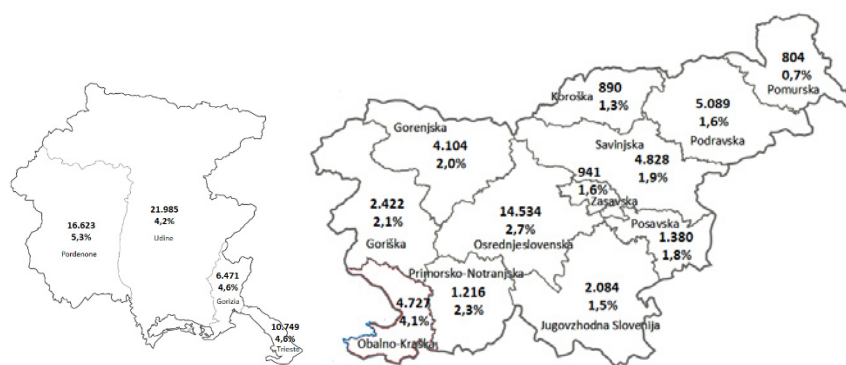 16.623
5,3%
Pordenone
21.985
4,2%
Udine
6.471
4,6%
Gorizia
10.749
4,6%
Trieste
804
0,7%
Pomurska
890
Koroška
1,3%
5.089
1,6%
Podravska
Gorenjska
4.104
2,0%
Savinjska
4.828
1,9%
941
1,6%
Zasavska
2.422
2,1%
Goriška
14.534
2,7%
Osrednjeslovenska
Posavska
1.380
1,8%
Primorsko-Notranjska
1.216
2,3%
4.727
4,1%
Obalno-Kraška
2.084
1,5%
Jugovzhodna Slovenija